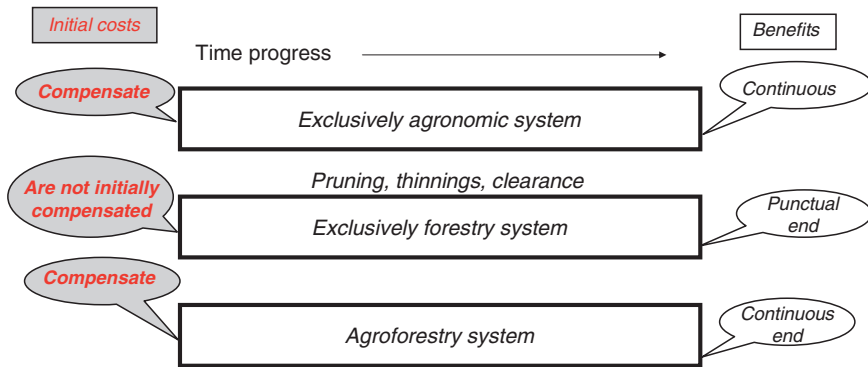 Initial costs
Benefits
Time progress
Compensate
Continuous
Exclusively agronomic system
Pruning, thinnings, clearance
Are not initially
compensated
Exclusively forestry system
Punctual
end
Compensate
Agroforestry system
Continuous
end